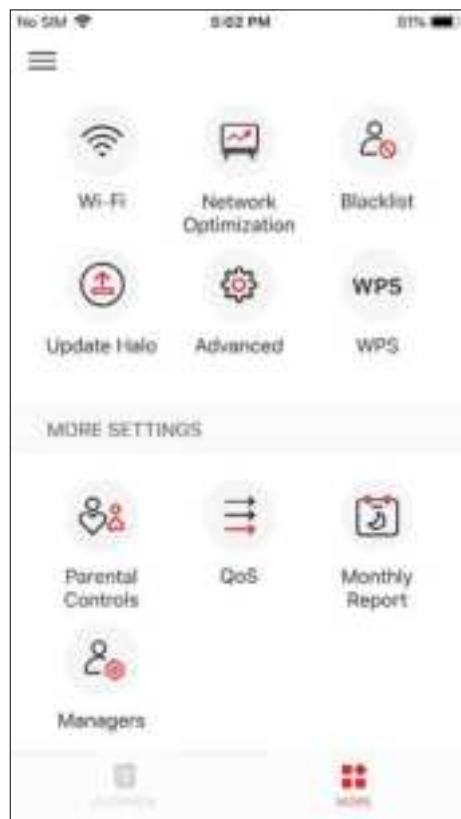 No SIM 5:02 PM 51%
Wi-Fi Network Optimization Blacklist
Update Halo Advanced WPS WPS
MORE SETTINGS
Parental Controls QoS Monthly Report
Managers
MORE